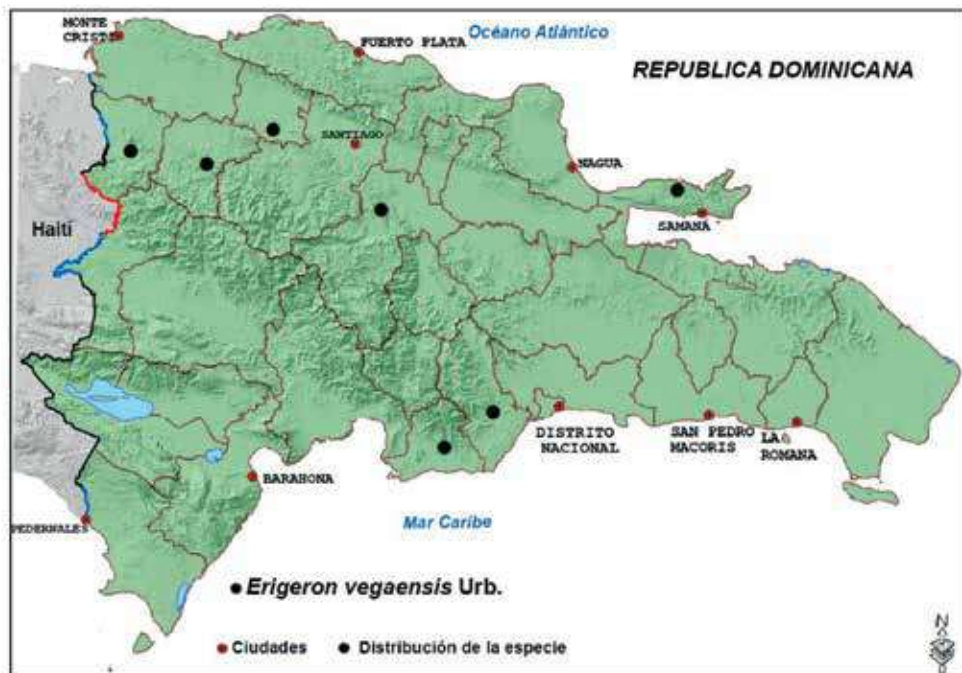 MONTE
CRISTI
PUERTO PLATA
Océano Atlántico
REPUBLICA DOMINICANA
SANTIAGO
NAGUA
SAMANA
Haití
DISTRITO
NACIONAL
SAN PEDRO
MACORIS
LA
ROMANA
BARAHONA
PEDERNALES
Mar Caribe
Erigeron vegaensis Urb.
Ciudades
Distribución de la especie
N